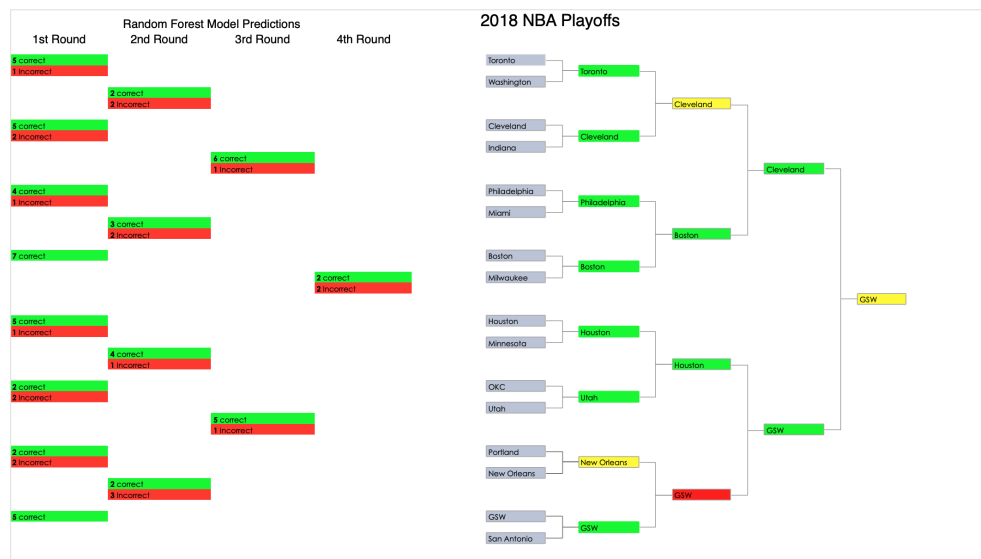 Random Forest Model Predictions
1st Round
2nd Round
3rd Round
4th Round
5 correct
1 Incorrect
2 correct
2 Incorrect
5 correct
2 Incorrect
6 correct
1 Incorrect
4 correct
1 Incorrect
3 correct
2 Incorrect
7 correct
2 correct
2 Incorrect
5 correct
1 Incorrect
4 correct
1 Incorrect
2 correct
2 Incorrect
5 correct
1 Incorrect
2 correct
2 Incorrect
2 correct
3 Incorrect
5 correct
2018 NBA Playoffs
Toronto
Washington
Toronto
Cleveland
Cleveland
Indiana
Cleveland
Cleveland
Philadelphia
Miami
Philadelphia
Boston
Boston
Milwaukee
Boston
GSW
Houston
Minnesota
Houston
Houston
OKC
Utah
Utah
GSW
Portland
New Orleans
New Orleans
GSW
GSW
San Antonio
GSW